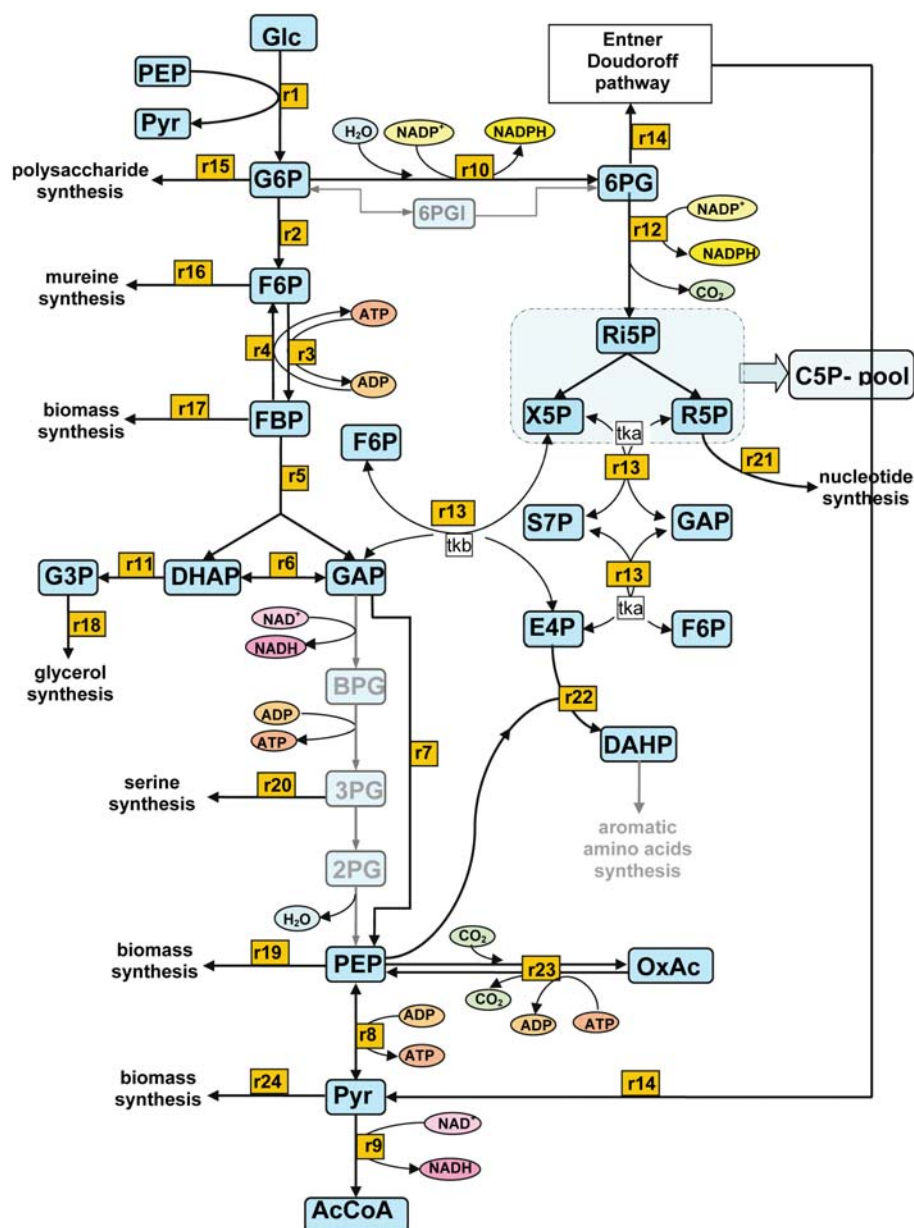 Glc
Entner
Doudoroff
pathway
PEP
r1
Pyr
H₂O
NADP⁺
NADPH
r14
polysaccharide
synthesis
r15
G6P
r10
6PG
6PGI
r2
r12
NADP⁺
NADPH
CO₂
mureine
synthesis
r16
F6P
ATP
r4
r3
ADP
Ri5P
C5P- pool
biomass
synthesis
r17
FBP
F6P
X5P
R5P
tka
r5
r13
r21
nucleotide
synthesis
r13
tkb
S7P
GAP
r13
G3P
r11
DHAP
r6
GAP
tka
E4P
F6P
r18
NAD⁺
NADH
glycerol
synthesis
BPG
r22
ADP
ATP
r7
DAHP
serine
synthesis
r20
3PG
aromatic
amino acids
synthesis
2PG
H₂O
biomass
synthesis
r19
PEP
CO₂
r23
OxAc
CO₂
ADP
ATP
r8
ADP
ATP
biomass
synthesis
r24
Pyr
r14
r9
NAD⁺
NADH
AcCoA